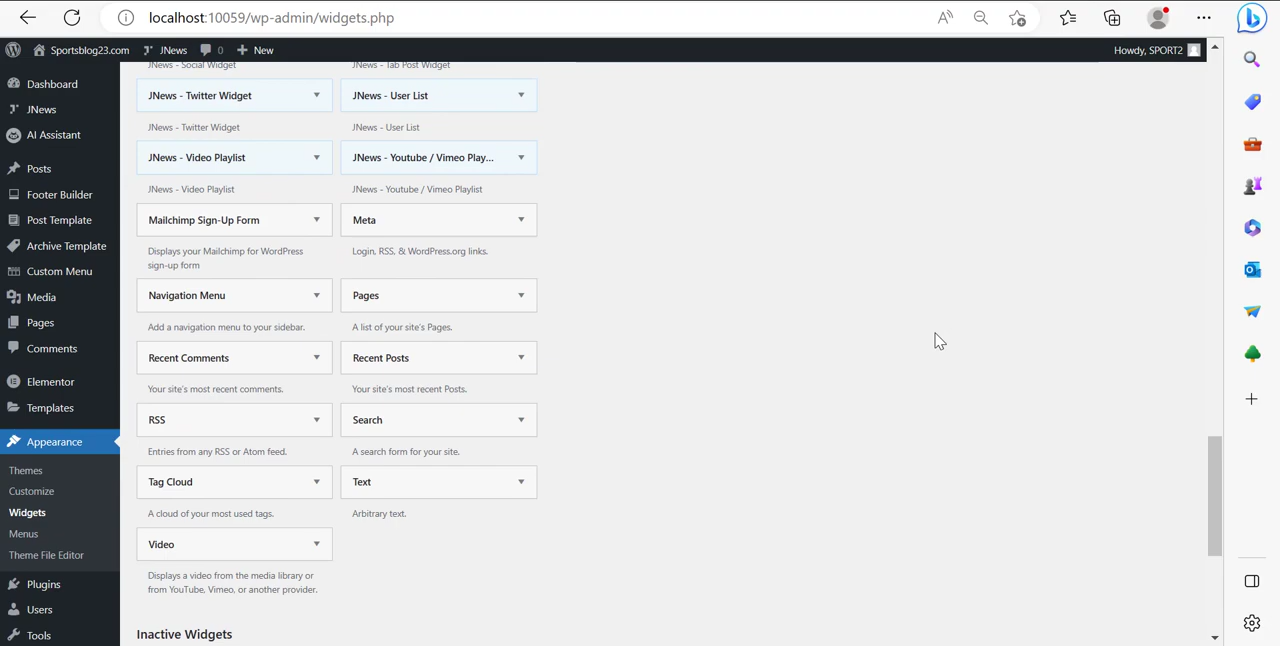 localhost:10059/wp-admin/widgets.php
Sportsblog23.com
JNews
0
New
Howdy, SPORT2
Dashboard
JNews
AI Assistant
Posts
Footer Builder
Post Template
Archive Template
Custom Menu
Media
Pages
Comments
Elementor
Templates
Appearance
Themes
Customize
Widgets
Menus
Theme File Editor
Plugins
Users
Tools
JNews - Social Widget
JNews - Tab Post Widget
JNews - Twitter Widget
JNews - User List
JNews - Twitter Widget
JNews - User List
JNews - Video Playlist
JNews - Youtube / Vimeo Play...
JNews - Video Playlist
JNews - Youtube / Vimeo Playlist
Mailchimp Sign-Up Form
Meta
Displays your Mailchimp for WordPress
sign-up form
Login, RSS, & WordPress.org links.
Navigation Menu
Pages
Add a navigation menu to your sidebar.
A list of your site's Pages.
Recent Comments
Recent Posts
Your site's most recent comments.
Your site's most recent Posts.
RSS
Search
Entries from any RSS or Atom feed.
A search form for your site.
Tag Cloud
Text
A cloud of your most used tags.
Arbitrary text.
Video
Displays a video from the media library or
from YouTube, Vimeo, or another provider.
Inactive Widgets